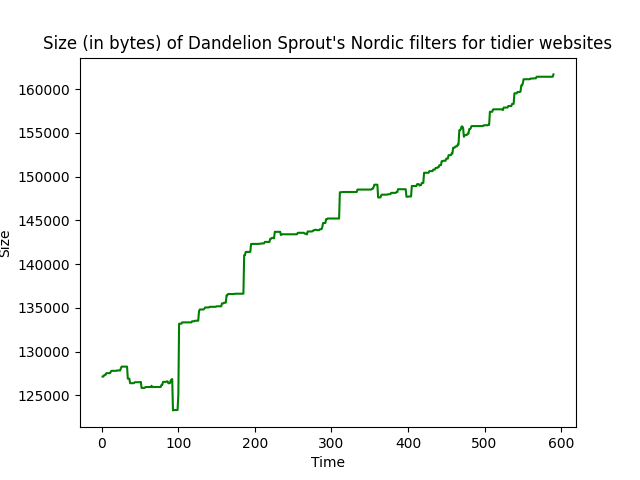 Size (in bytes) of Dandelion Sprout's Nordic filters for tidier websites
160000
155000
150000
145000
140000
135000
130000
125000
Size
0 100 200 300 400 500 600
Time